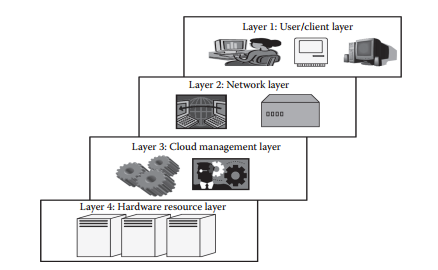 Layer 1: User/client layer
Layer 2: Network layer
Layer 3: Cloud management layer
Layer 4: Hardware resource layer